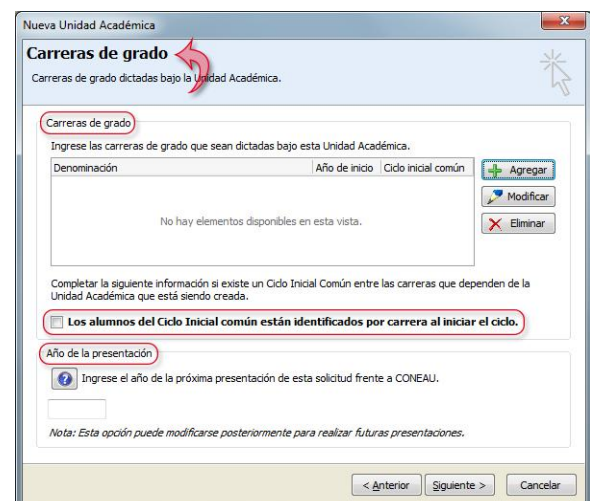 Nueva Unidad Académica
Carreras de grado
Carreras de grado dictadas bajo la Unidad Académica.
Carreras de grado
Ingrese las carreras de grado que sean dictadas bajo esta Unidad Académica.
Denominación Año de inicio Ciclo inicial común
No hay elementos disponibles en esta vista.
Agregar
Modificar
Eliminar
Completar la siguiente información si existe un Ciclo Inicial Común entre las carreras que dependen de la
Unidad Académica que está siendo creada.
Los alumnos del Ciclo Inicial común están identificados por carrera al iniciar el ciclo.
Año de la presentación
Ingrese el año de la próxima presentación de esta solicitud frente a CONEAU.
Nota: Esta opción puede modificarse posteriormente para realizar futuras presentaciones.
< Anterior Siguiente > Cancelar